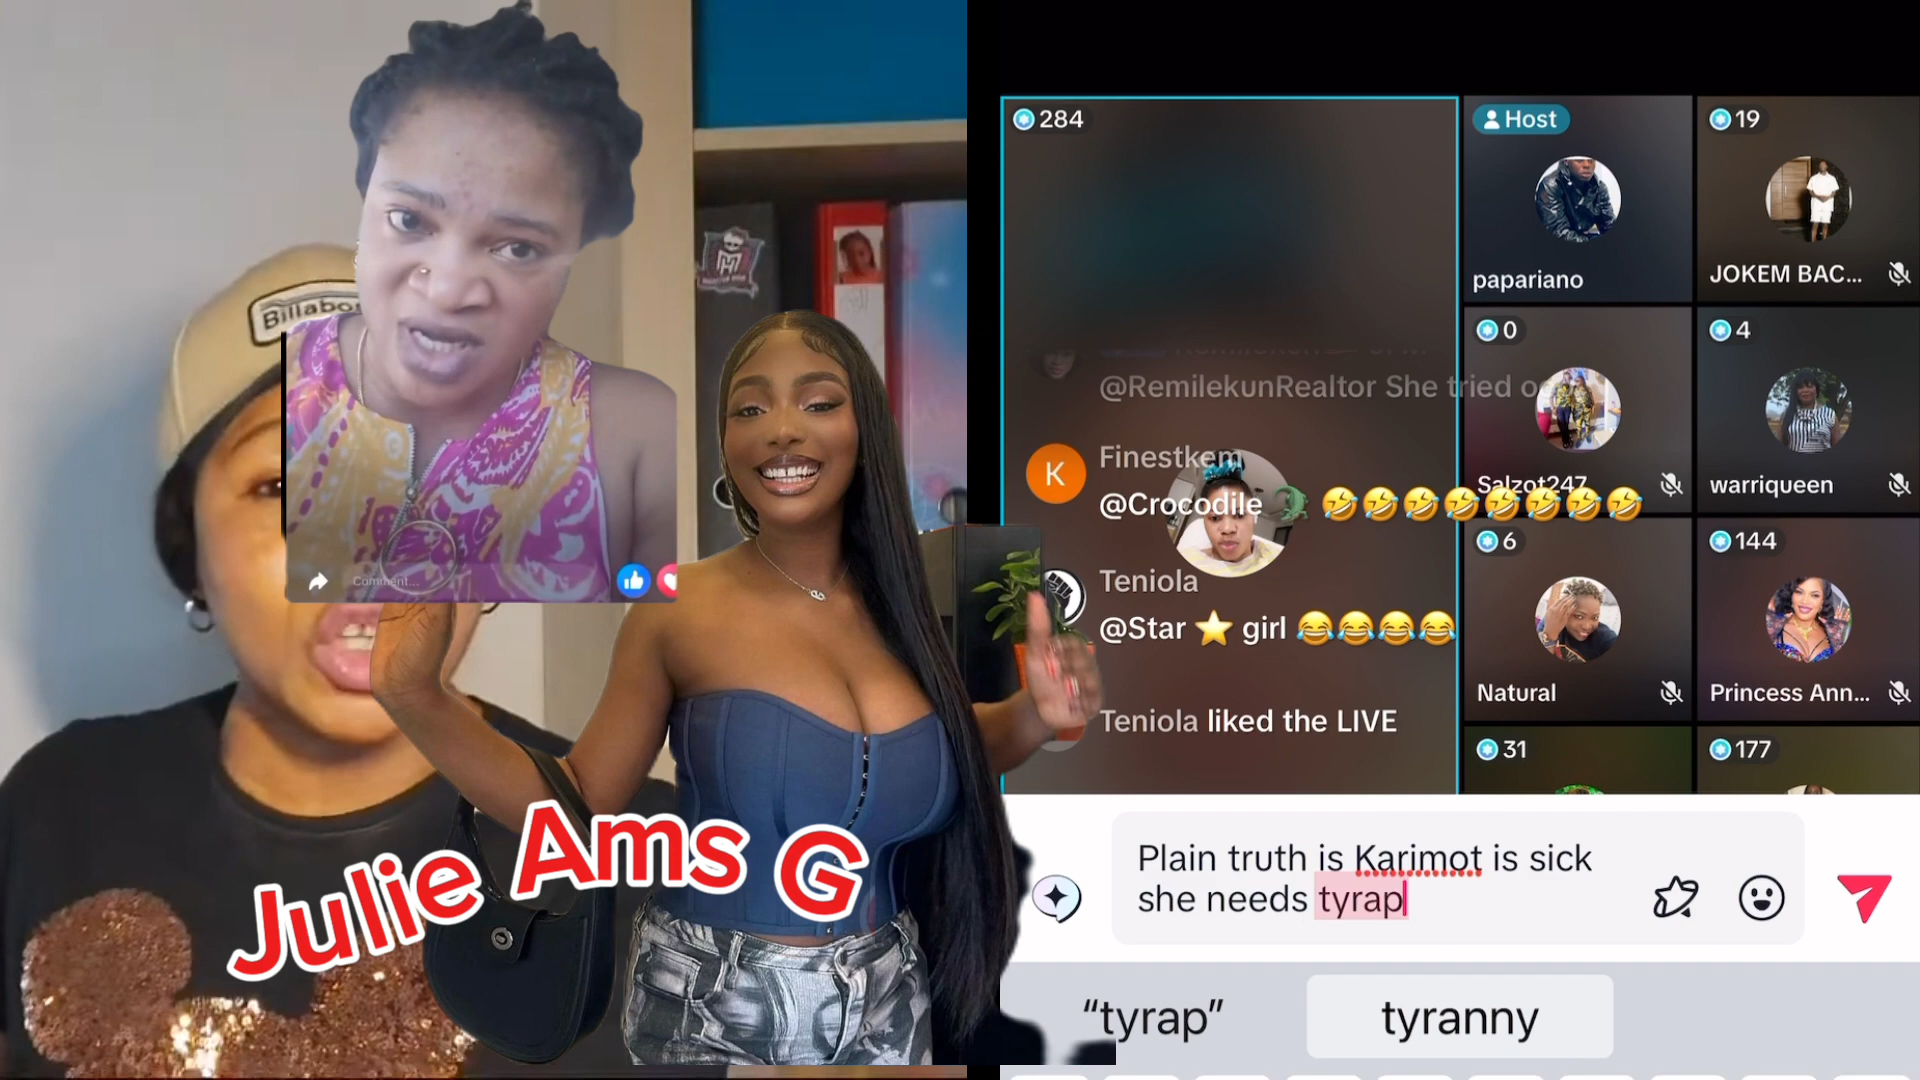 Billabo
Comment...
Julie Ams G
284
Host
papariano
19
JOKEM BAC...
@RemilekunRealtor She tried o
Finestkem
@Crocodile 🐊 🤣🤣🤣🤣🤣🤣🤣🤣
Teniola
@Star ⭐ girl 😂😂😂😂
Teniola liked the LIVE
0
Salzot247
4
warriqueen
6
Natural
144
Princess Ann...
31
177
Plain truth is Karimot is sick
she needs tyrap
“tyrap”
tyranny